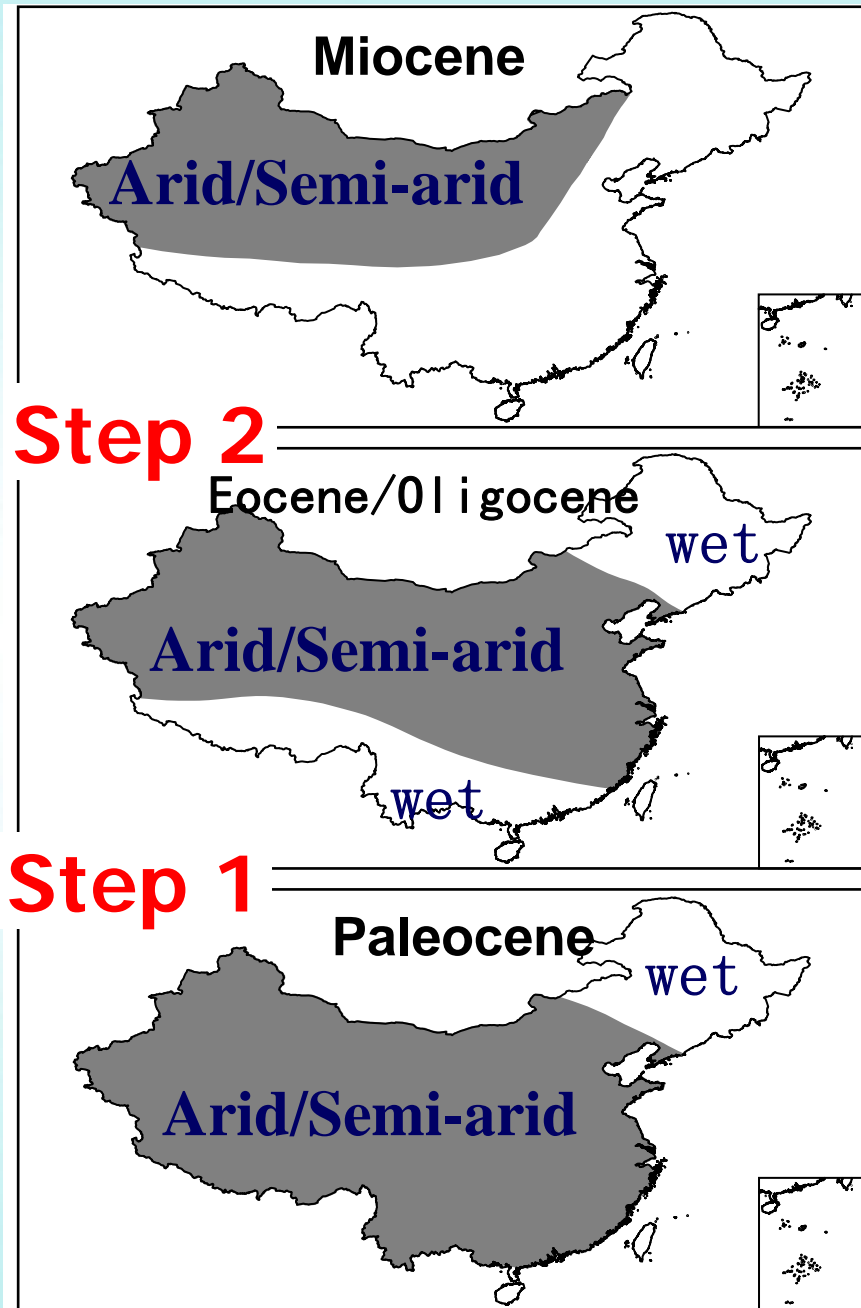 Miocene
Arid/Semi-arid
Step 2
Eocene/Oligocene
wet
Arid/Semi-arid
wet
Step 1
Paleocene
wet
Arid/Semi-arid